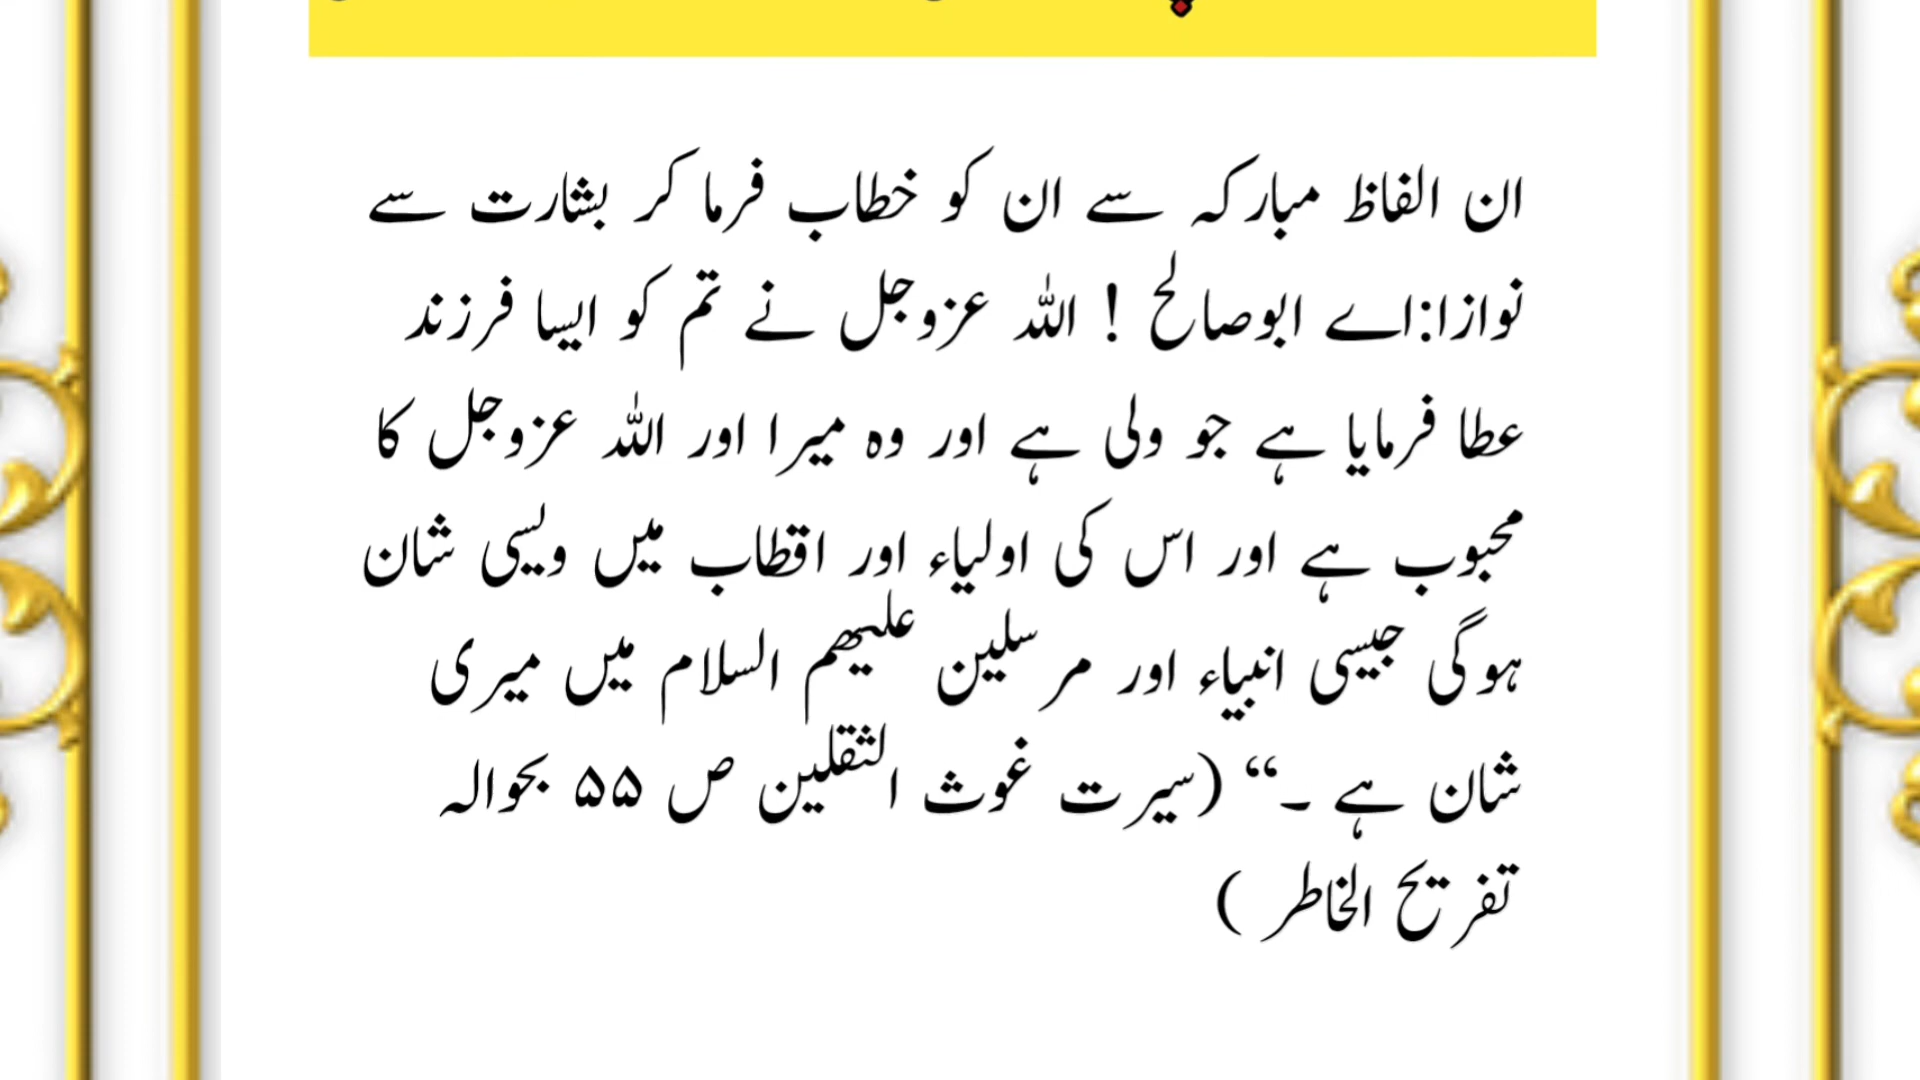 ان الفاظ مبارکہ سے ان کو خطاب فرما کر بشارت سے
نوازا:اے ابوصالح ! اللہ عزوجل نے تم کو ایسا فرزند
عطا فرمایا ہے جو ولی ہے اور وہ میرا اور اللہ عزوجل کا
محبوب ہے اور اس کی اولیاء اور اقطاب میں ویسی شان
ہوگی جیسی انبیاء اور مرسلین علیھم السلام میں میری
شان ہے ۔“ (سیرت غوث الثقلین ص ۵۵ بحوالہ
تفریح الخاطر )